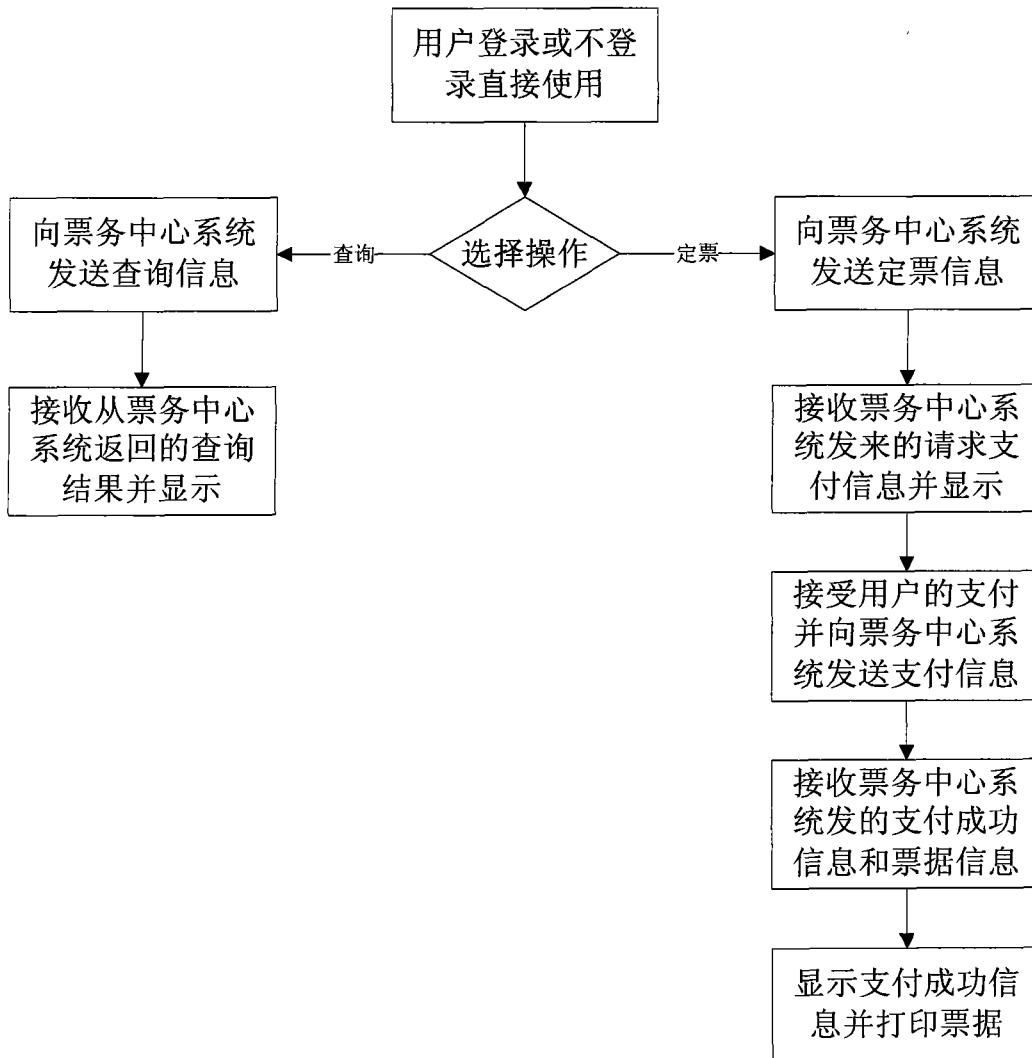 用户登录或不登
录直接使用
向票务中心系统
发送查询信息
查询
选择操作
定票
向票务中心系统
发送定票信息
接收从票务中心
系统返回的查询
结果并显示
接收票务中心系
统发来的请求支
付信息并显示
接受用户的支付
并向票务中心系
统发送支付信息
接收票务中心系
统发的支付成功
信息和票据信息
显示支付成功信
息并打印票据